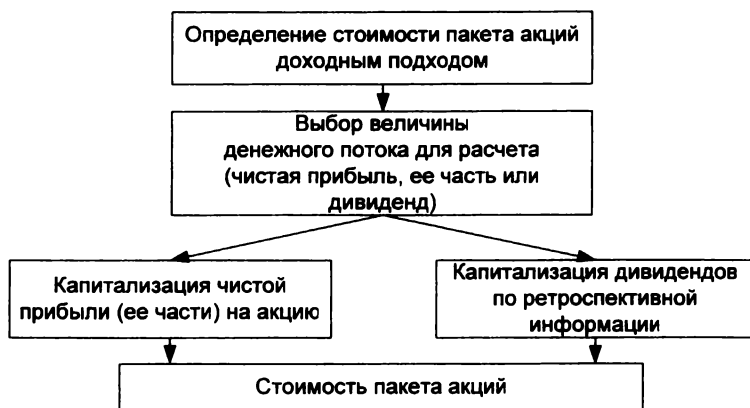 Определение стоимости пакета акций
доходным подходом
Выбор величины
денежного потока для расчета
(чистая прибыль, ее часть или
дивиденд)
Капитализация чистой
прибыли (ее части) на акцию
Капитализация дивидендов
по ретроспективной
информации
Стоимость пакета акций